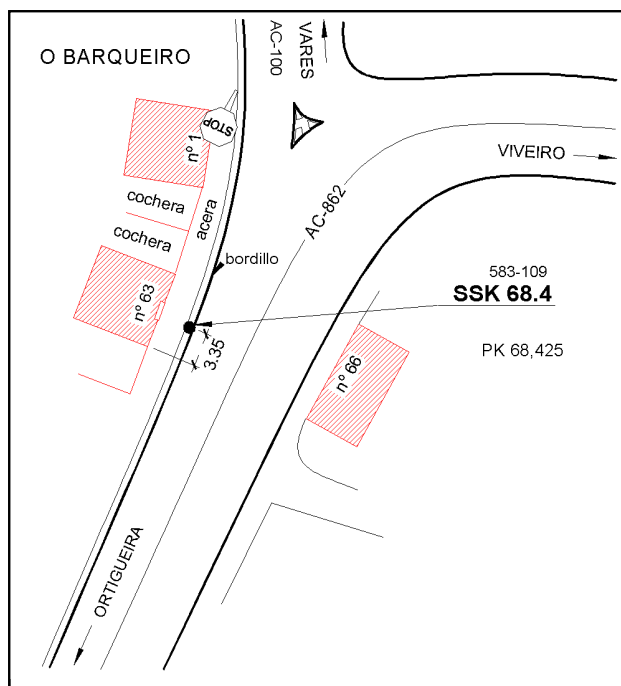 O BARQUEIRO
VARES
AC-100
STOP
nº 1
VIVEIRO
cochera
acera
AC-862
cochera
bordillo
583-109
nº 63
SSK 68.4
3.35
PK 68,425
nº 66
ORTIGUEIRA